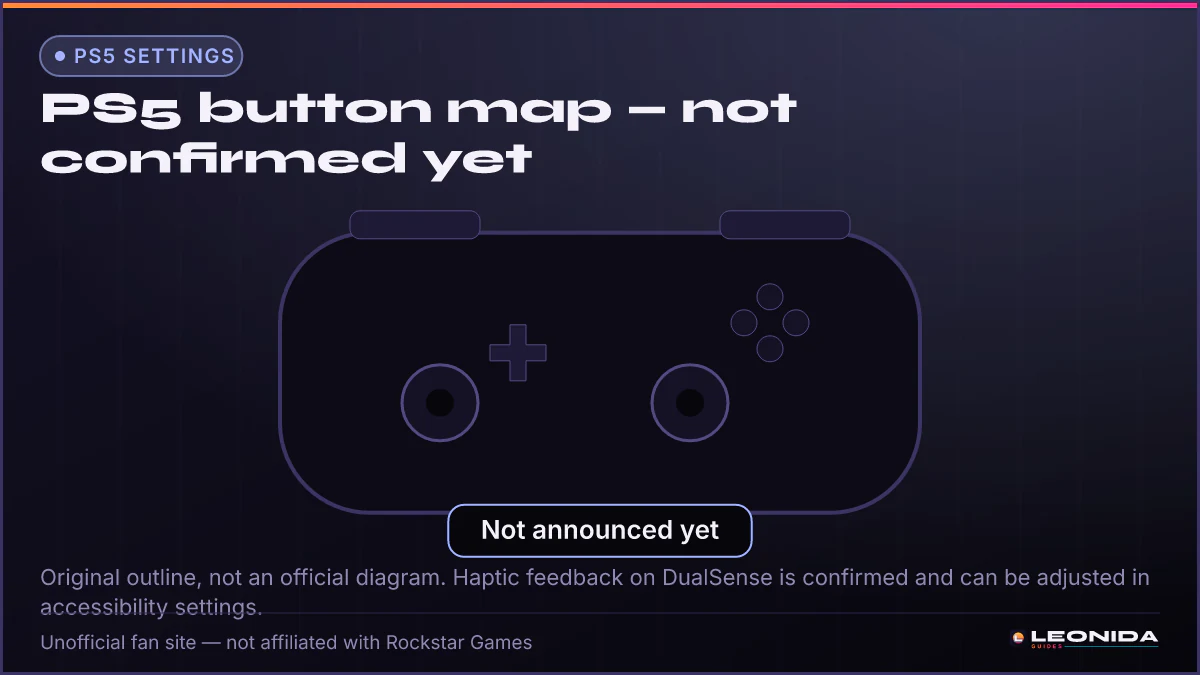 PS5 SETTINGS
PS5 button map — not
confirmed yet
Not announced yet
Original outline, not an official diagram. Haptic feedback on DualSense is confirmed and can be adjusted in
accessibility settings.
Unofficial fan site — not affiliated with Rockstar Games
LEONIDA
GUIDES